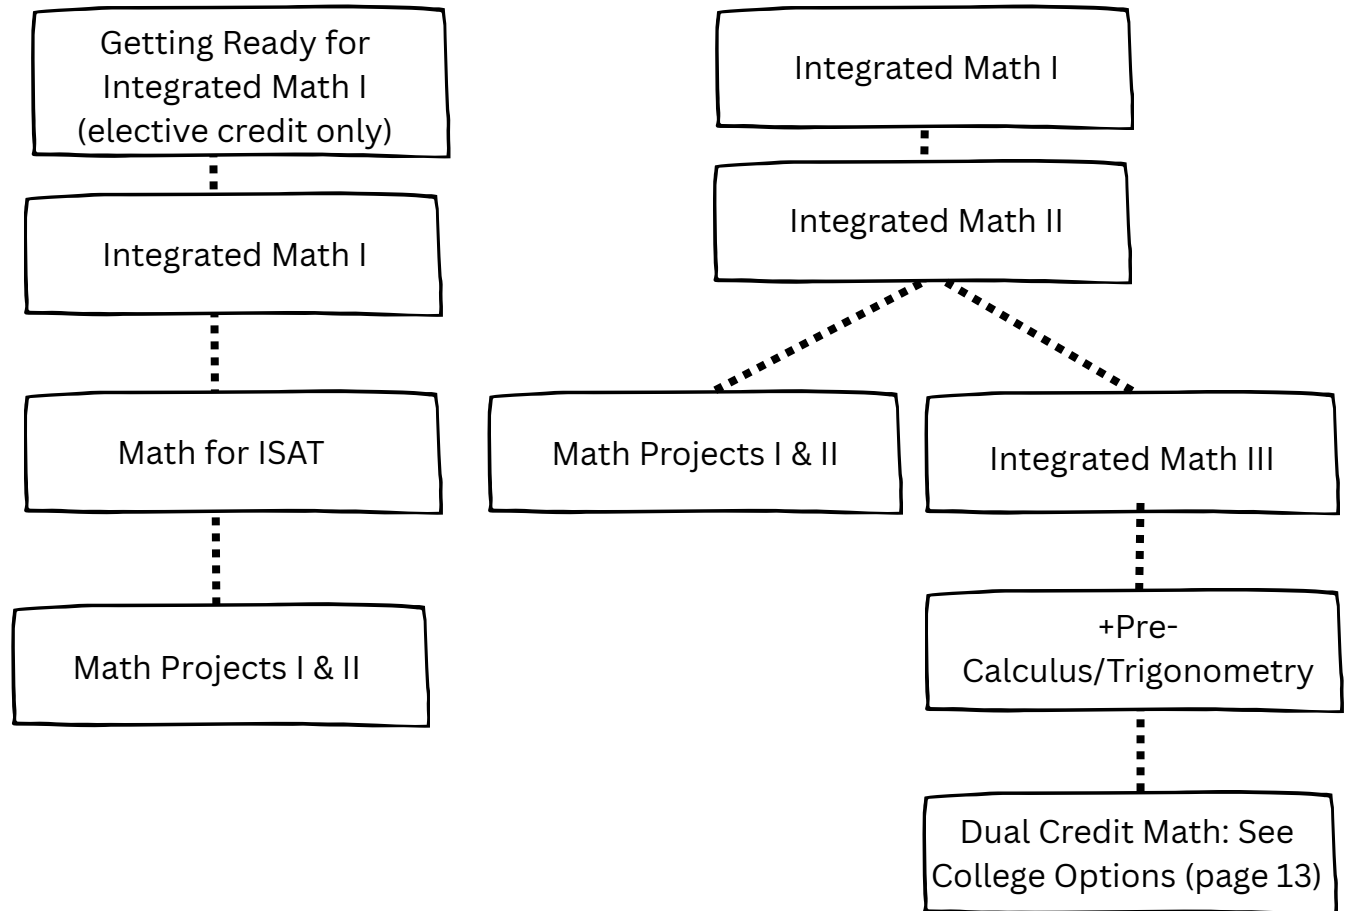 Getting Ready for
Integrated Math I
(elective credit only)
Integrated Math I
Math for ISAT
Math Projects I & II
Integrated Math I
Integrated Math II
Math Projects I & II
Integrated Math III
+Pre-
Calculus/Trigonometry
Dual Credit Math: See
College Options (page 13)